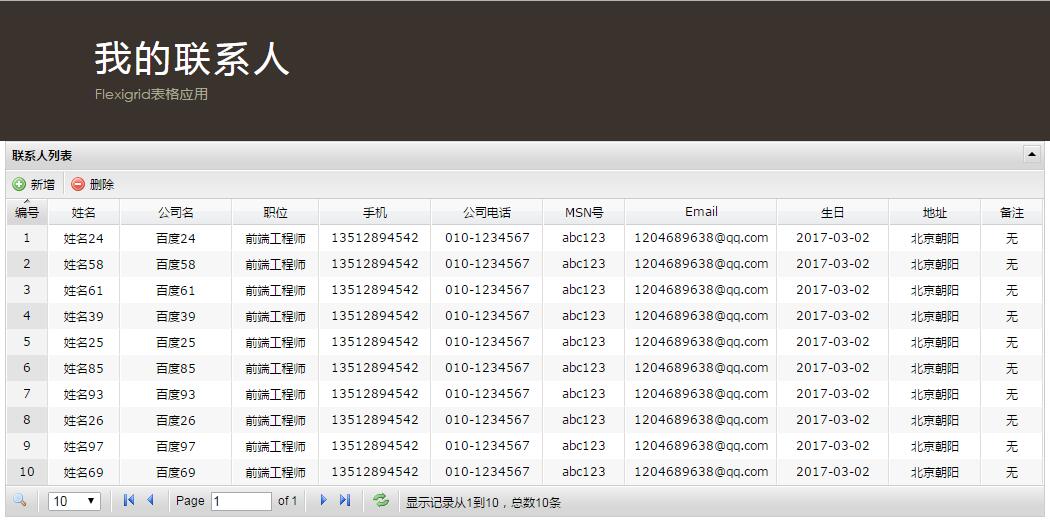 我的联系人
Flexigrid表格应用
联系人列表
新增 删除
编号 姓名 公司名 职位 手机 公司电话 MSN号 Email 生日 地址 备注
1 姓名24 百度24 前端工程师 13512894542 010-1234567 abc123 1204689638@qq.com 2017-03-02 北京朝阳 无
2 姓名58 百度58 前端工程师 13512894542 010-1234567 abc123 1204689638@qq.com 2017-03-02 北京朝阳 无
3 姓名61 百度61 前端工程师 13512894542 010-1234567 abc123 1204689638@qq.com 2017-03-02 北京朝阳 无
4 姓名39 百度39 前端工程师 13512894542 010-1234567 abc123 1204689638@qq.com 2017-03-02 北京朝阳 无
5 姓名25 百度25 前端工程师 13512894542 010-1234567 abc123 1204689638@qq.com 2017-03-02 北京朝阳 无
6 姓名85 百度85 前端工程师 13512894542 010-1234567 abc123 1204689638@qq.com 2017-03-02 北京朝阳 无
7 姓名93 百度93 前端工程师 13512894542 010-1234567 abc123 1204689638@qq.com 2017-03-02 北京朝阳 无
8 姓名26 百度26 前端工程师 13512894542 010-1234567 abc123 1204689638@qq.com 2017-03-02 北京朝阳 无
9 姓名97 百度97 前端工程师 13512894542 010-1234567 abc123 1204689638@qq.com 2017-03-02 北京朝阳 无
10 姓名69 百度69 前端工程师 13512894542 010-1234567 abc123 1204689638@qq.com 2017-03-02 北京朝阳 无
10 Page 1 of 1 显示记录从1到10，总数10条